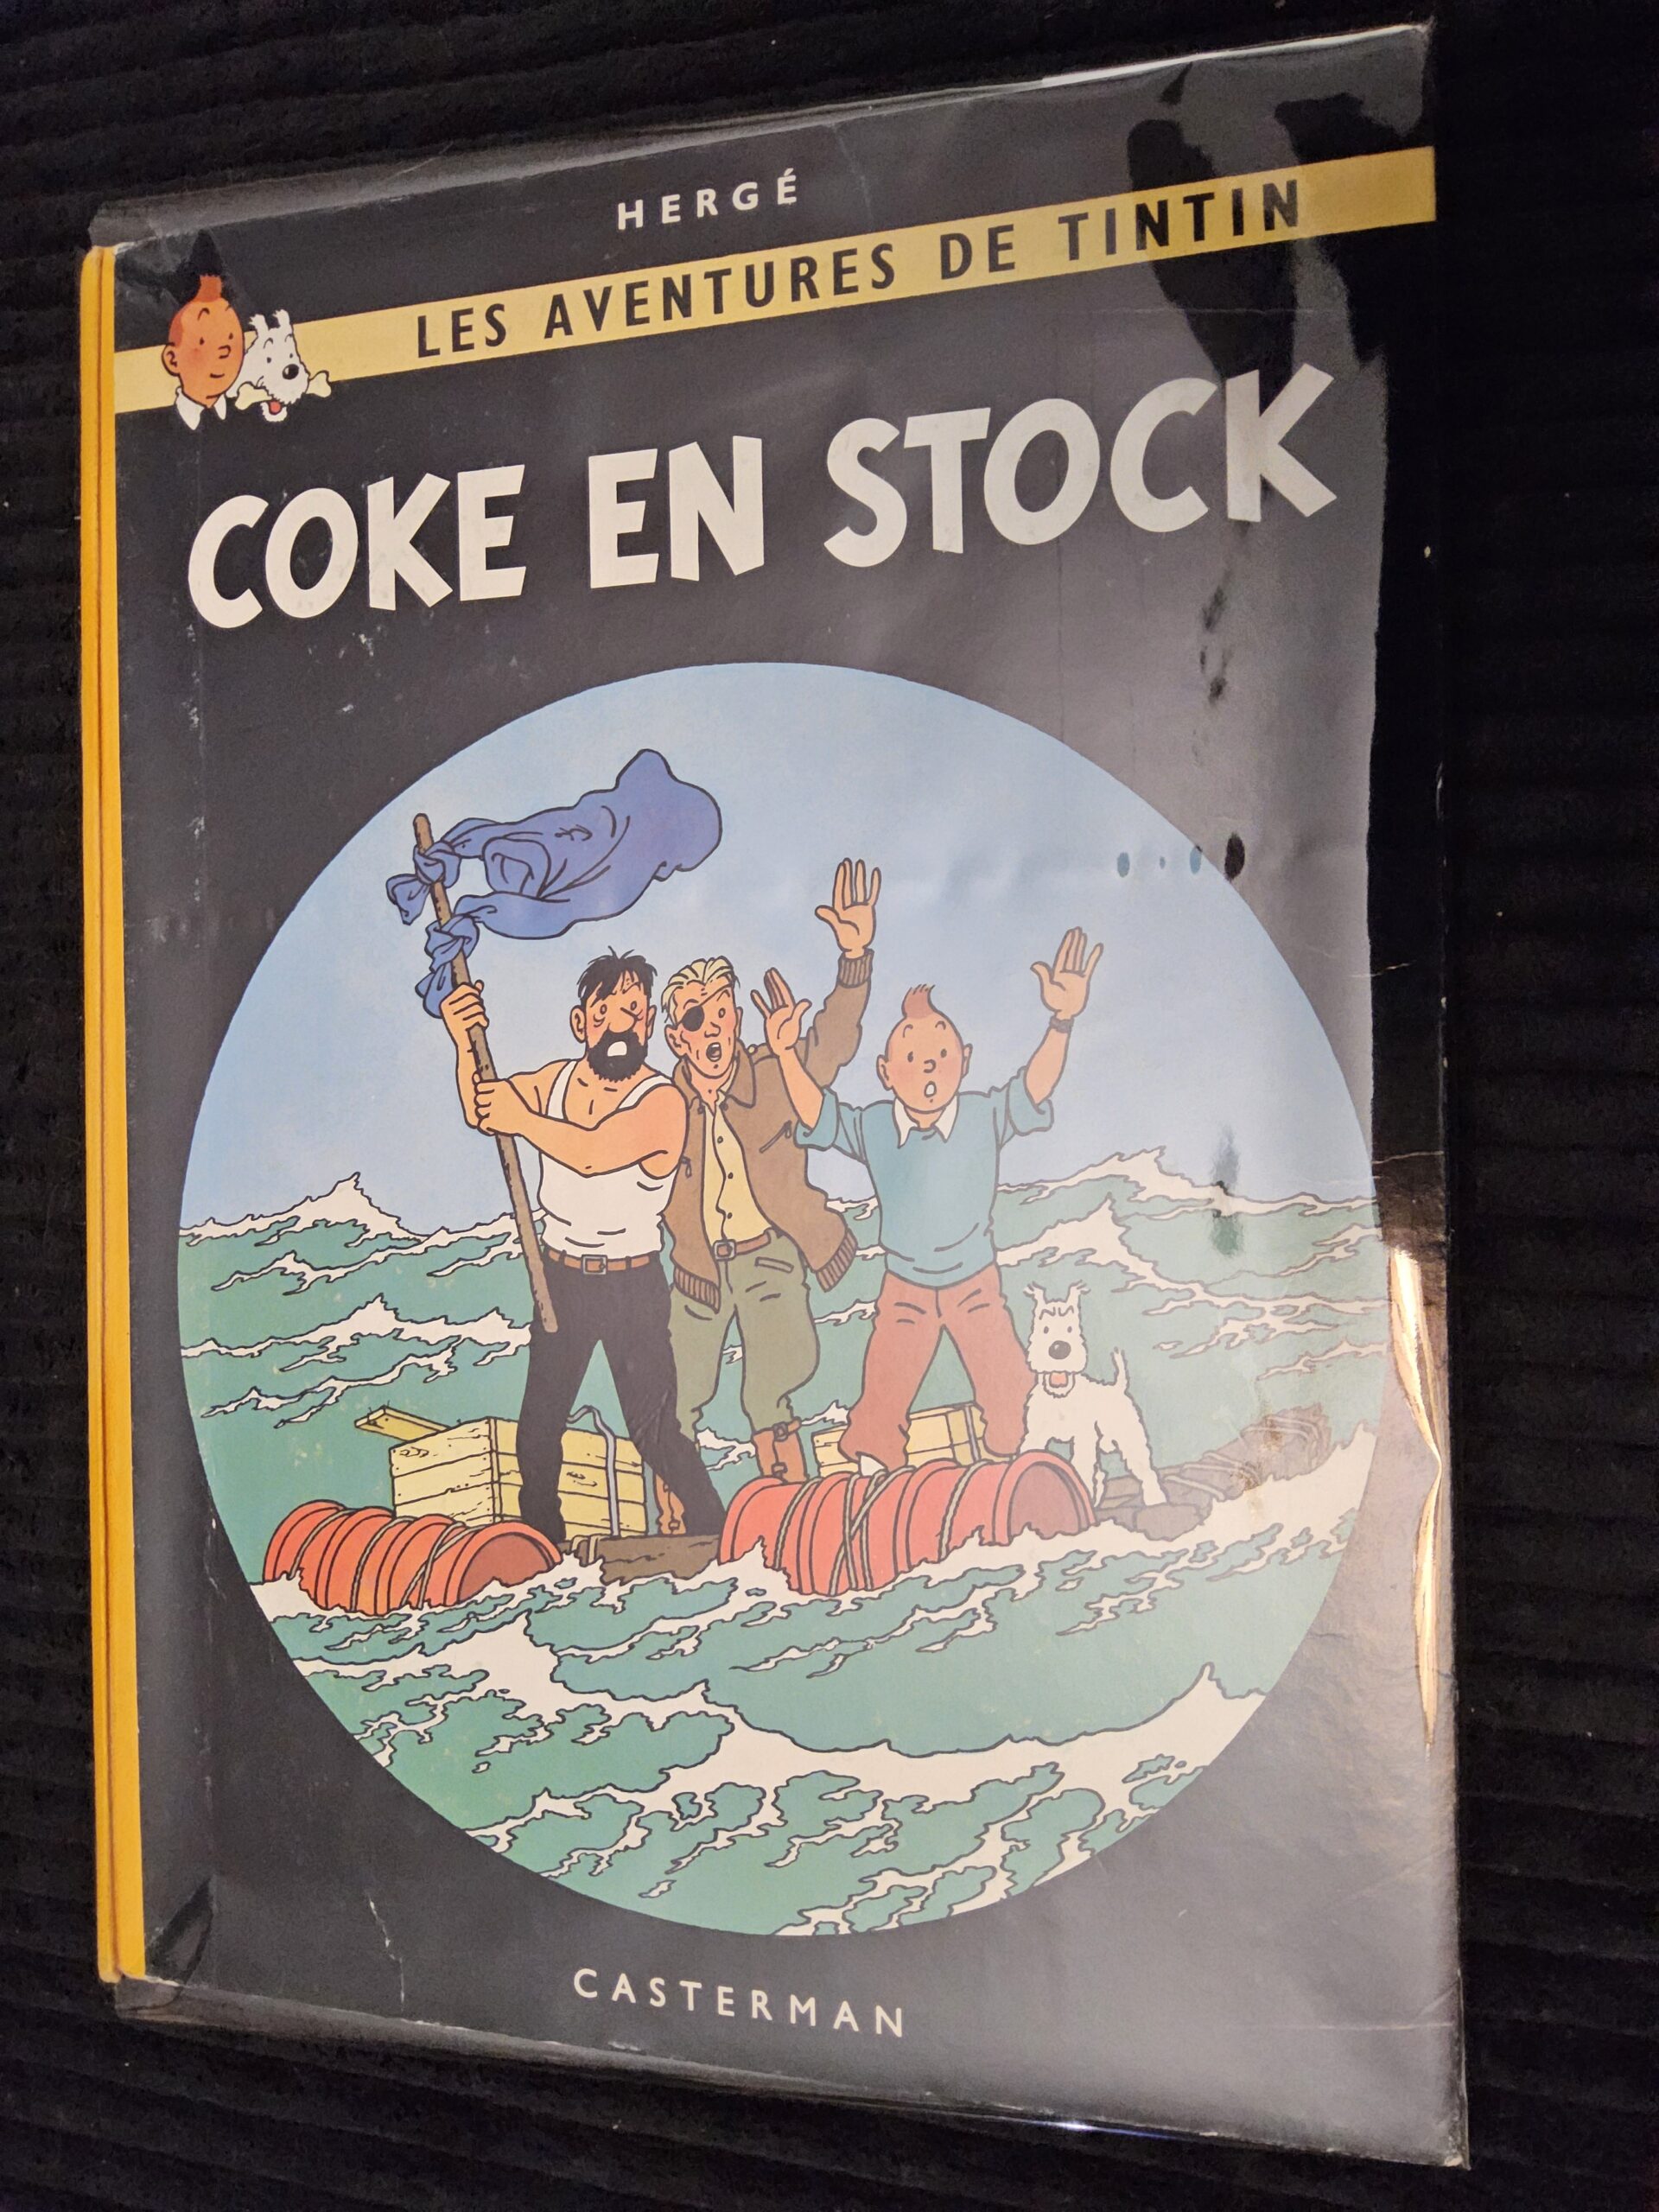 HERGÉ
LES AVENTURES DE TINTIN
COKE EN STOCK
CASTERMAN